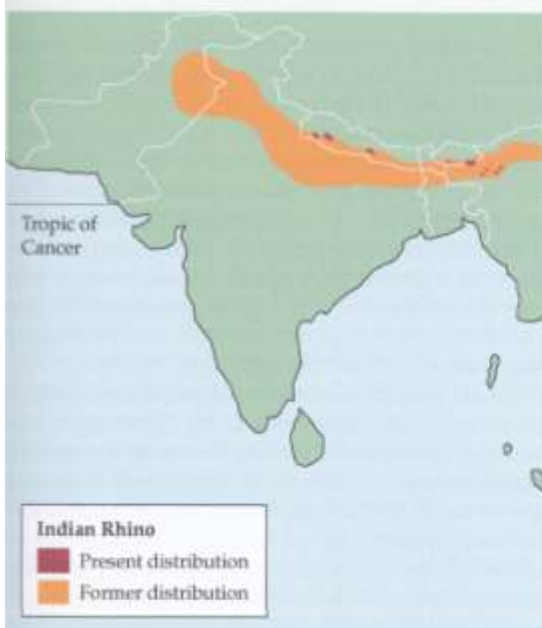 Tropic of
Cancer
Indian Rhino
Present distribution
Former distribution